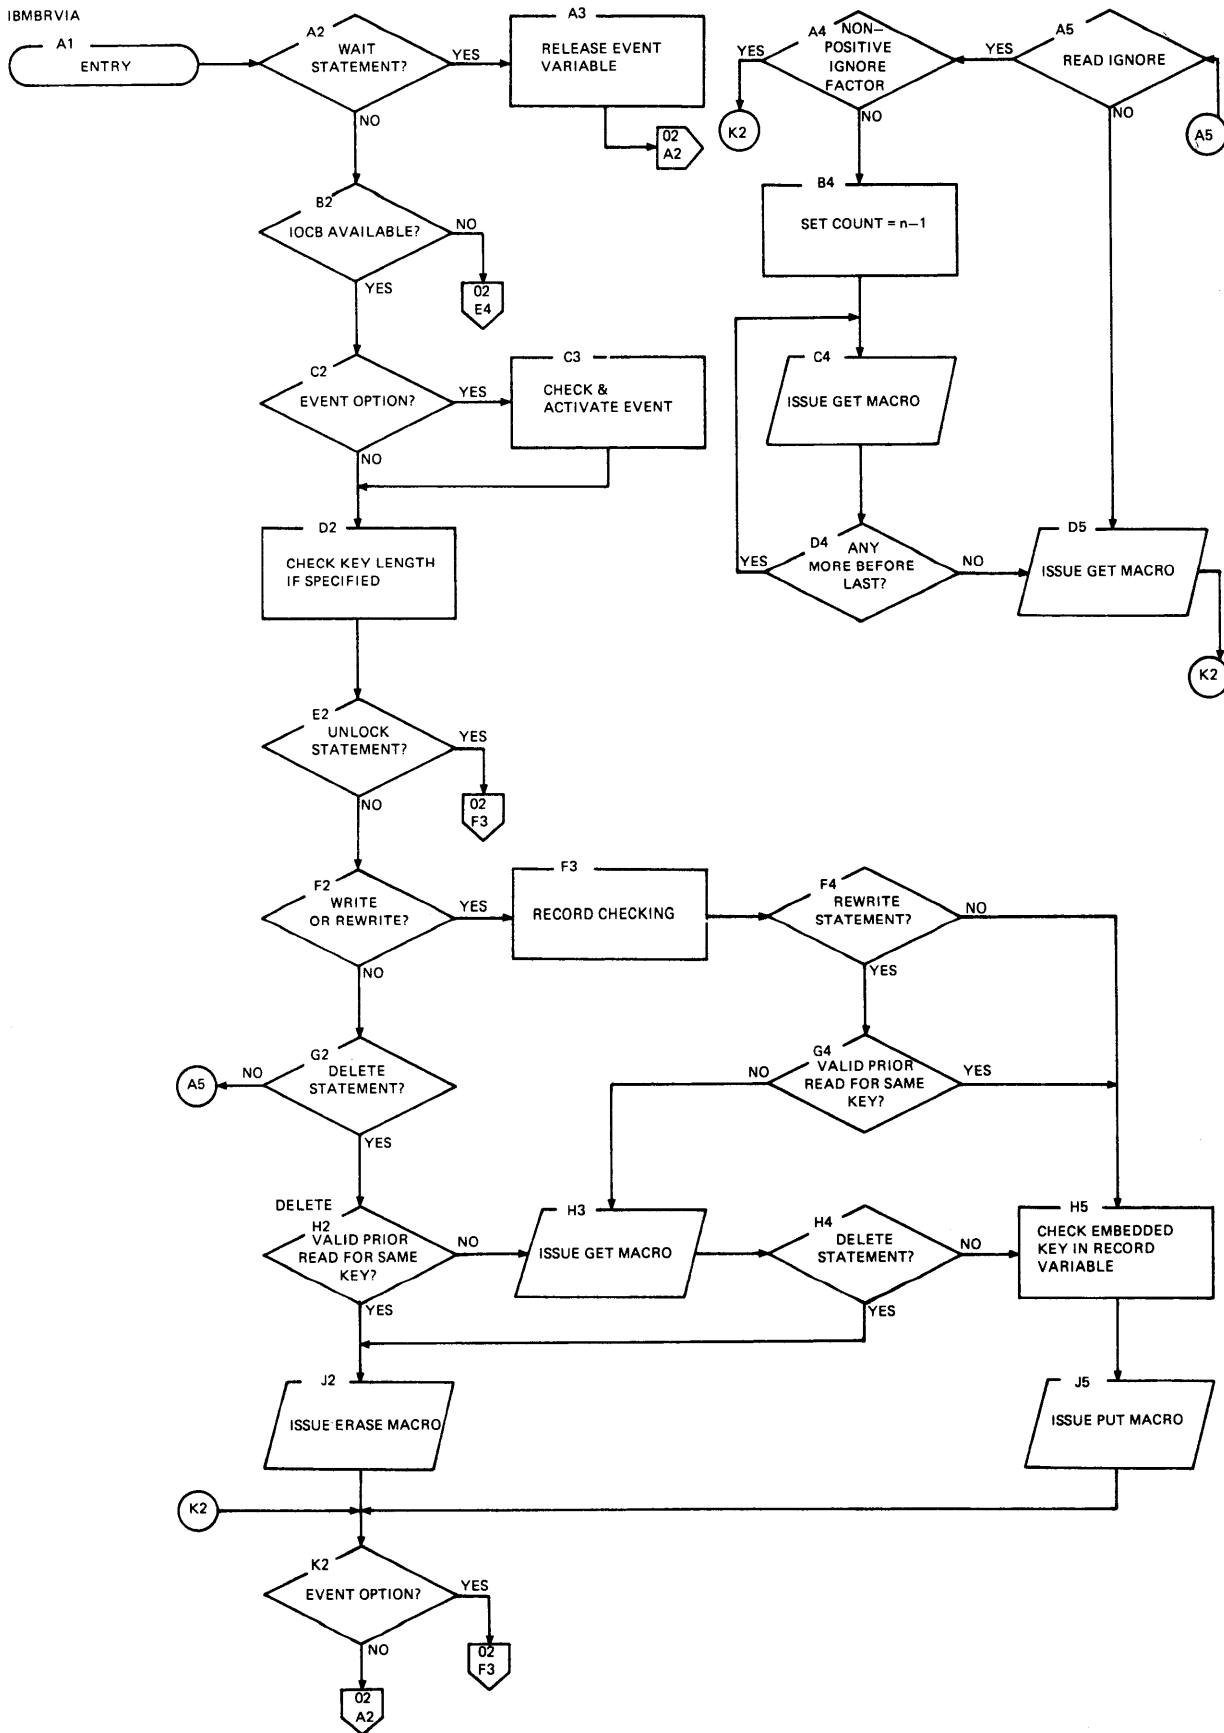 IBMBRVIA
A1
ENTRY
A2
WAIT
STATEMENT?
YES
NO
A3
RELEASE EVENT
VARIABLE
02
A2
A4
NON-
POSITIVE
IGNORE
FACTOR
YES
NO
K2
A5
READ IGNORE
YES
NO
A5
B2
IOCB AVAILABLE?
NO
YES
02
E4
B4
SET COUNT = n-1
C2
EVENT OPTION?
YES
NO
C3
CHECK &
ACTIVATE EVENT
C4
ISSUE GET MACRO
D2
CHECK KEY LENGTH
IF SPECIFIED
D4
ANY
MORE BEFORE
LAST?
YES
NO
D5
ISSUE GET MACRO
K2
E2
UNLOCK
STATEMENT?
YES
NO
02
F3
F2
WRITE
OR REWRITE?
YES
NO
F3
RECORD CHECKING
F4
REWRITE
STATEMENT?
NO
YES
G2
DELETE
STATEMENT?
NO
YES
A5
G4
VALID PRIOR
READ FOR SAME
KEY?
NO
YES
DELETE
H2
VALID PRIOR
READ FOR SAME
KEY?
NO
YES
H3
ISSUE GET MACRO
H4
DELETE
STATEMENT?
NO
YES
H5
CHECK EMBEDDED
KEY IN RECORD
VARIABLE
J2
ISSUE ERASE MACRO
J5
ISSUE PUT MACRO
K2
K2
EVENT OPTION?
YES
NO
02
F3
02
A2